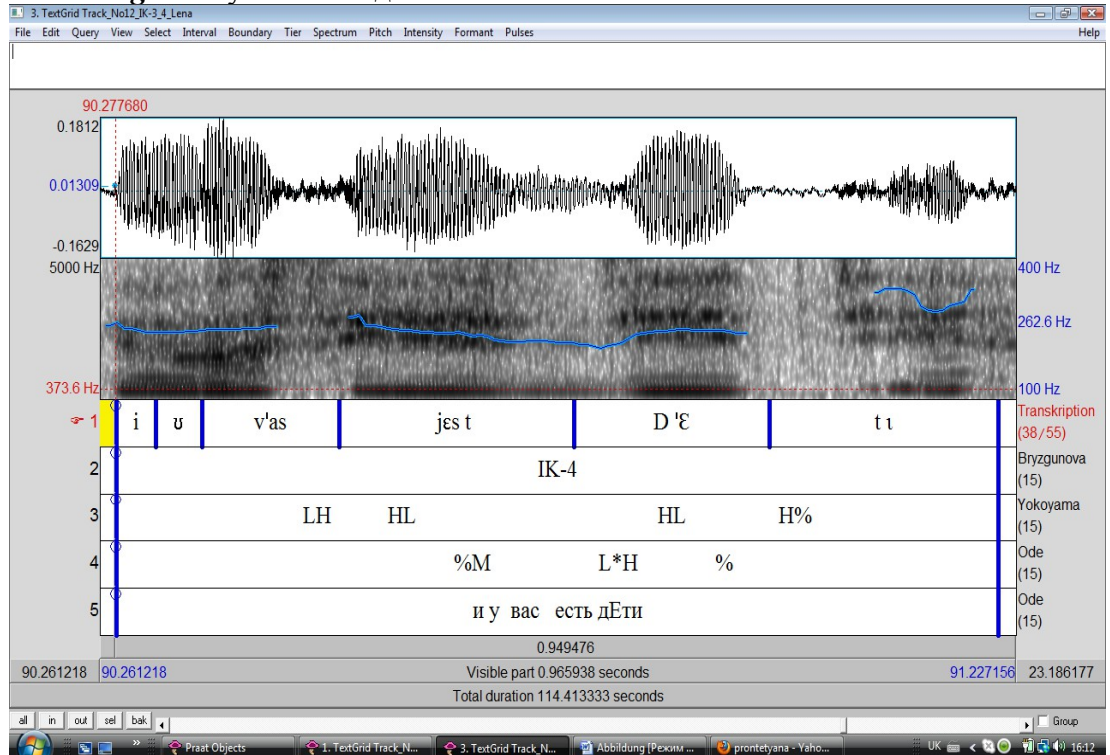 3. TextGrid Track_No12_IK-3_4_Lena
File Edit Query View Select Interval Boundary Tier Spectrum Pitch Intensity Formant Pulses Help
90.277680
0.1812
0.01309
-0.1629
5000 Hz 400 Hz
262.6 Hz
373.6 Hz 100 Hz
1 i ʊ v'as jɛs t D 'Ɛ t ɩ Transkription (38/55)
2 IK-4 Bryzgunova (15)
3 LH HL HL H% Yokoyama (15)
4 %M L*H % Ode (15)
5 и у вас есть дЕти Ode (15)
0.949476
90.261218 90.261218 Visible part 0.965938 seconds 91.227156 23.186177
Total duration 114.413333 seconds
all in out sel bak Group
Praat Objects 1. TextGrid Track_N... 3. TextGrid Track_N... Abbildung [Режим ... prontetyana - Yaho... UK 16:12